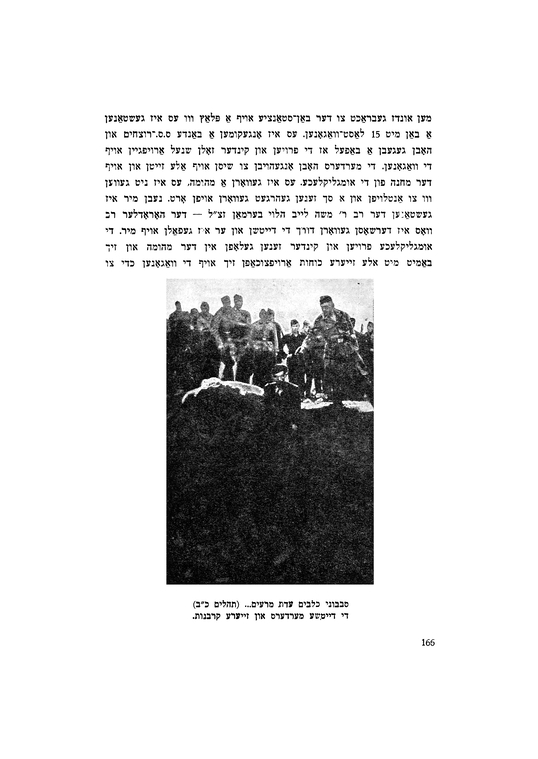 מען אונדז געבראַכט צו דער באַן־סטאַנציע אויף אַ פּלאַץ ווו עס איז געשטאַנען
אַ באַן מיט 15 לאַסט־וואַגאָנען. עס איז אָנגעקומען אַ באַנדע ס.ס.־רוצחים און
האָבן געגעבן אַ באַפעל אַז די פרויען און קינדער זאָלן שנעל אַרויפגיין אויף
די וואַגאָנען. די מערדערס האָבן אָנגעהויבן צו שיסן אויף אַלע זייטן און אויף
דער מחנה פון די אומגליקלעכע. עס איז געוואָרן אַ מהומה. עס איז ניט געווען
ווו צו אַנטלויפן און אַ סך זענען געהרגעט געוואָרן אויפן אָרט. נעבן מיר איז
געשטאַנען דער רב ר׳ משה לייב הלוי בערמאַן זצ״ל — דער האָראָדלער רב
וואָס איז דערשאָסן געוואָרן דורך די דייטשן און ער איז געפאַלן אויף מיר. די
אומגליקלעכע פרויען און קינדער זענען געלאָפן אין דער מהומה און זיך
באַמיט מיט אַלע זייערע כוחות אַרויפצוכאַפּן זיך אויף די וואַגאָנען כדי צו
סבבוני כלבים עדת מרעים... (תהלים כ״ב)
די דייטשע מערדערס און זייערע קרבנות.
166